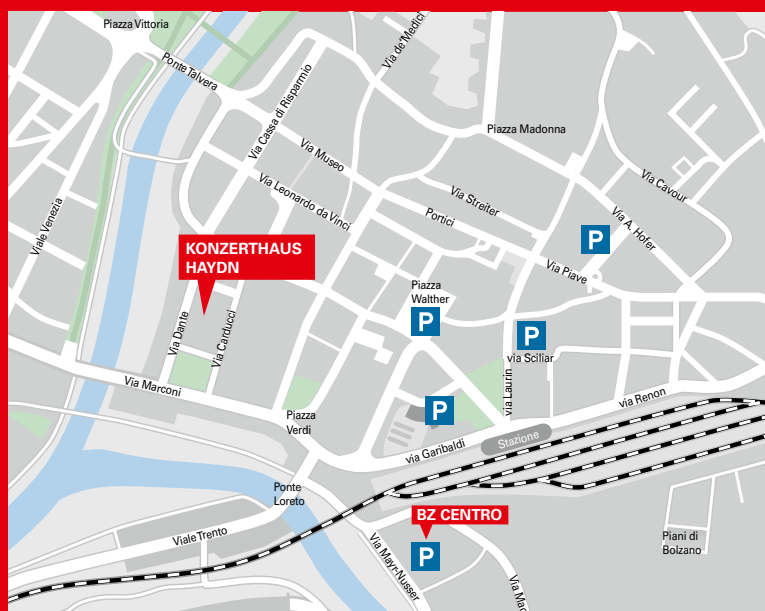 Piazza Vittoria
Ponte Talvera
Via de'Medici
Via Cassa di Risparmio
Piazza Madonna
Via Museo
Via Leonardo da Vinci
Via Streiter
Portici
Via Cavour
Via A. Hofer
P
Viale Venezia
KONZERTHAUS
HAYDN
Via Piave
Piazza
Walther
P
P
via Sciliar
Via Dante
Via Carducci
Via Marconi
via Laurin
via Renon
P
Piazza
Verdi
Stazione
via Garibaldi
Ponte
Loreto
BZ CENTRO
P
Viale Trento
Via Mayr-Nusser
Piani di
Bolzano